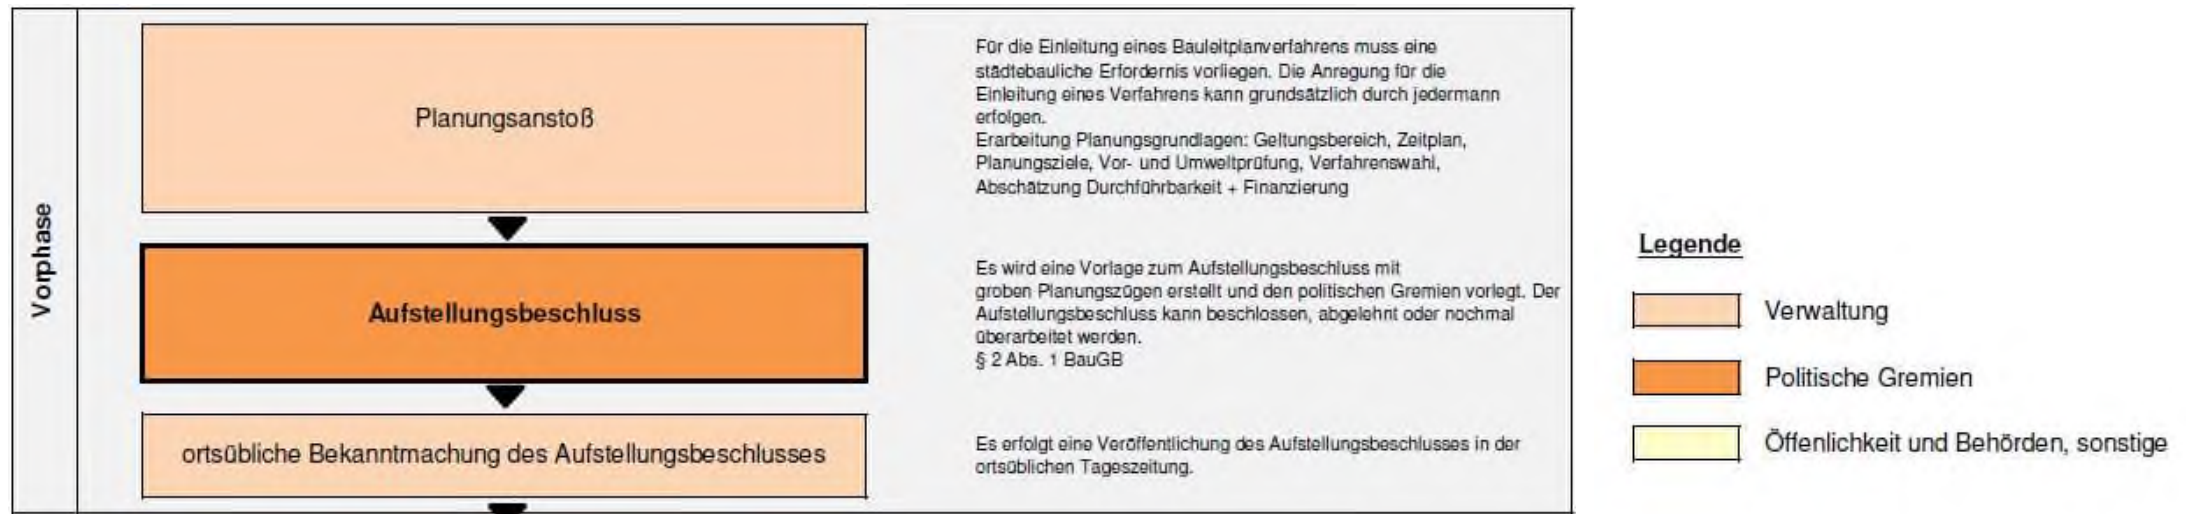 Vorphase
Planungsanstoß
Für die Einleitung eines Bauleitplanverfahrens muss eine
städtebauliche Erfordernis vorliegen. Die Anregung für die
Einleitung eines Verfahrens kann grundsätzlich durch jedermann
erfolgen.
Erarbeitung Planungsgrundlagen: Geltungsbereich, Zeitplan,
Planungsziele, Vor- und Umweltprüfung, Verfahrenswahl,
Abschätzung Durchführbarkeit + Finanzierung
Aufstellungsbeschluss
Es wird eine Vorlage zum Aufstellungsbeschluss mit
groben Planungszügen erstellt und den politischen Gremien vorlegt. Der
Aufstellungsbeschluss kann beschlossen, abgelehnt oder nochmal
überarbeitet werden.
§ 2 Abs. 1 BauGB
ortsübliche Bekanntmachung des Aufstellungsbeschlusses
Es erfolgt eine Veröffentlichung des Aufstellungsbeschlusses in der
ortsüblichen Tageszeitung.
Legende
Verwaltung
Politische Gremien
Öffenlichkeit und Behörden, sonstige